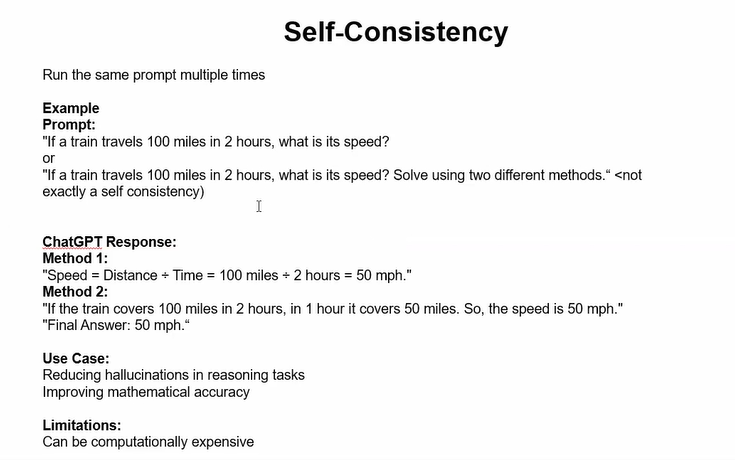 Self-Consistency
Run the same prompt multiple times
Example
Prompt:
"If a train travels 100 miles in 2 hours, what is its speed?
or
"If a train travels 100 miles in 2 hours, what is its speed? Solve using two different methods.“ <not
exactly a self consistency)
ChatGPT Response:
Method 1:
"Speed = Distance ÷ Time = 100 miles ÷ 2 hours = 50 mph."
Method 2:
"If the train covers 100 miles in 2 hours, in 1 hour it covers 50 miles. So, the speed is 50 mph."
"Final Answer: 50 mph.“
Use Case:
Reducing hallucinations in reasoning tasks
Improving mathematical accuracy
Limitations:
Can be computationally expensive